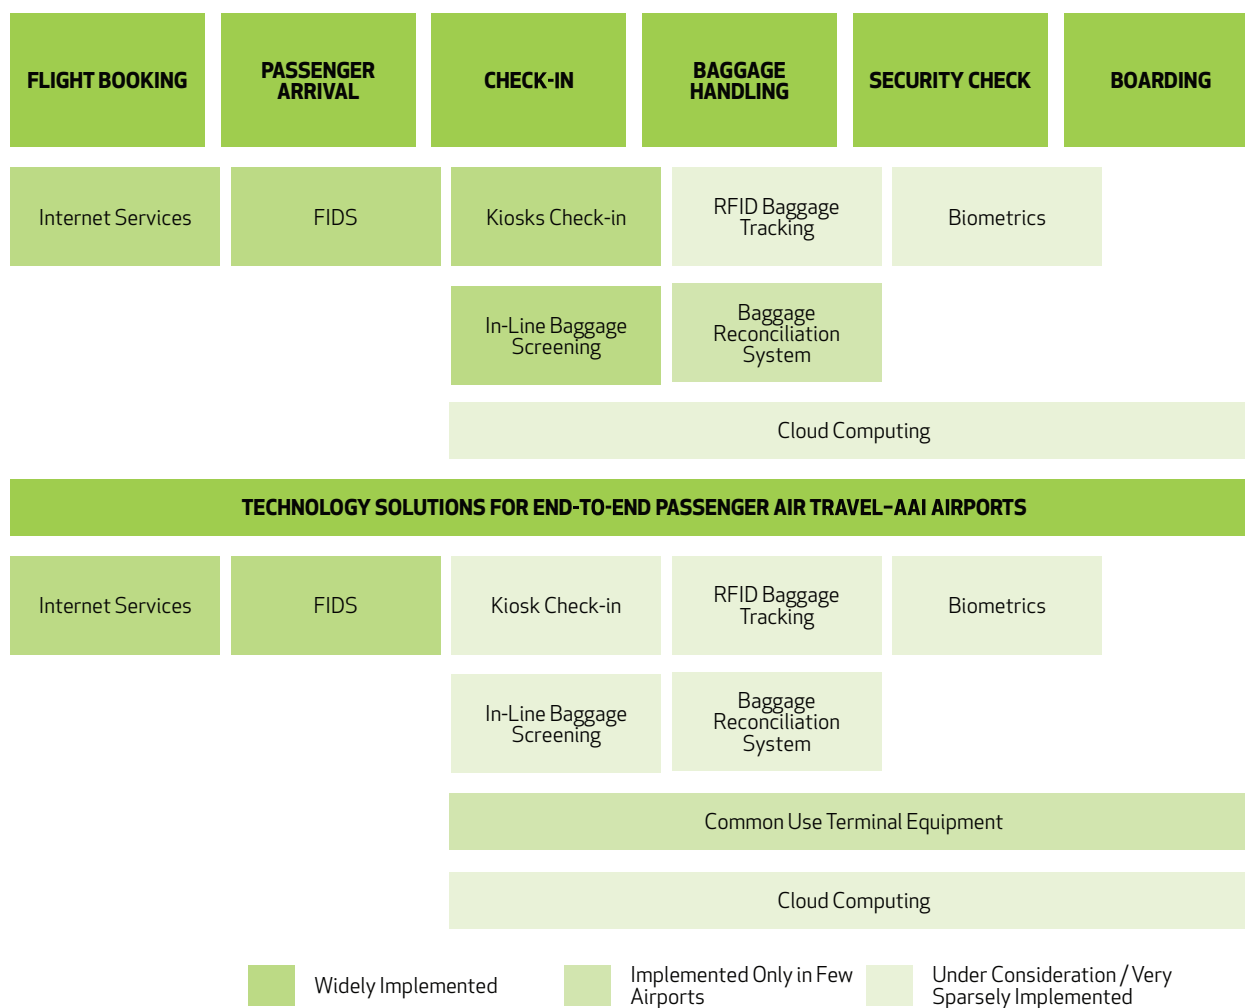 FLIGHT BOOKING
PASSENGER
ARRIVAL
CHECK-IN
BAGGAGE
HANDLING
SECURITY CHECK
BOARDING
Internet Services
FIDS
Kiosks Check-in
RFID Baggage
Tracking
Biometrics
In-Line Baggage
Screening
Baggage
Reconciliation
System
Cloud Computing
TECHNOLOGY SOLUTIONS FOR END-TO-END PASSENGER AIR TRAVEL–AAI AIRPORTS
Internet Services
FIDS
Kiosk Check-in
RFID Baggage
Tracking
Biometrics
In-Line Baggage
Screening
Baggage
Reconciliation
System
Common Use Terminal Equipment
Cloud Computing
Widely Implemented
Implemented Only in Few
Airports
Under Consideration / Very
Sparsely Implemented